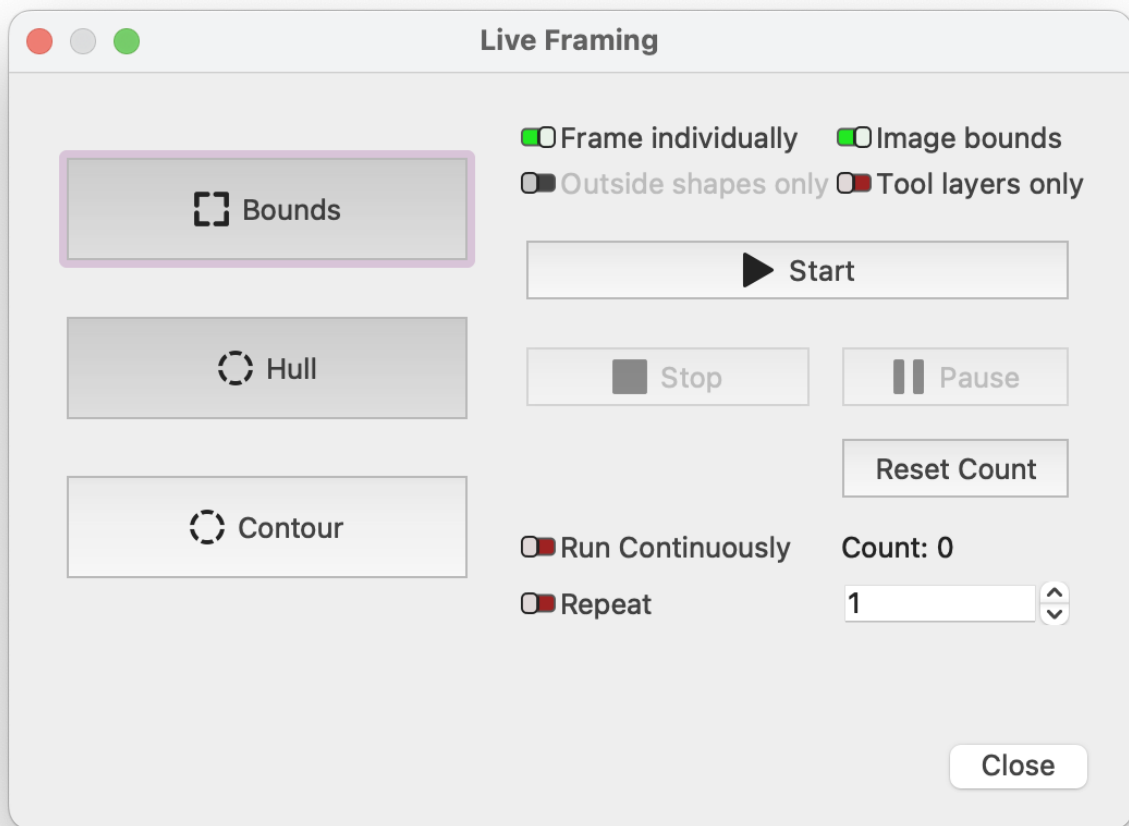 Live Framing
Bounds
Hull
Contour
Frame individually
Image bounds
Outside shapes only
Tool layers only
Start
Stop
Pause
Reset Count
Run Continuously
Count: 0
Repeat
1
Close